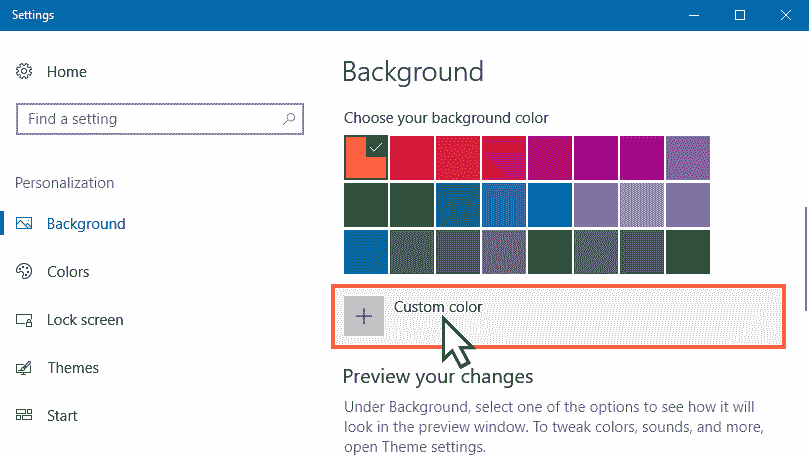 Settings
Home
Find a setting
Personalization
Background
Colors
Lock screen
Themes
Start
Background
Choose your background color
Custom color
Preview your changes
Under Background, select one of the options to see how it will
look in the preview window. To tweak colors, sounds, and more,
open Theme settings.